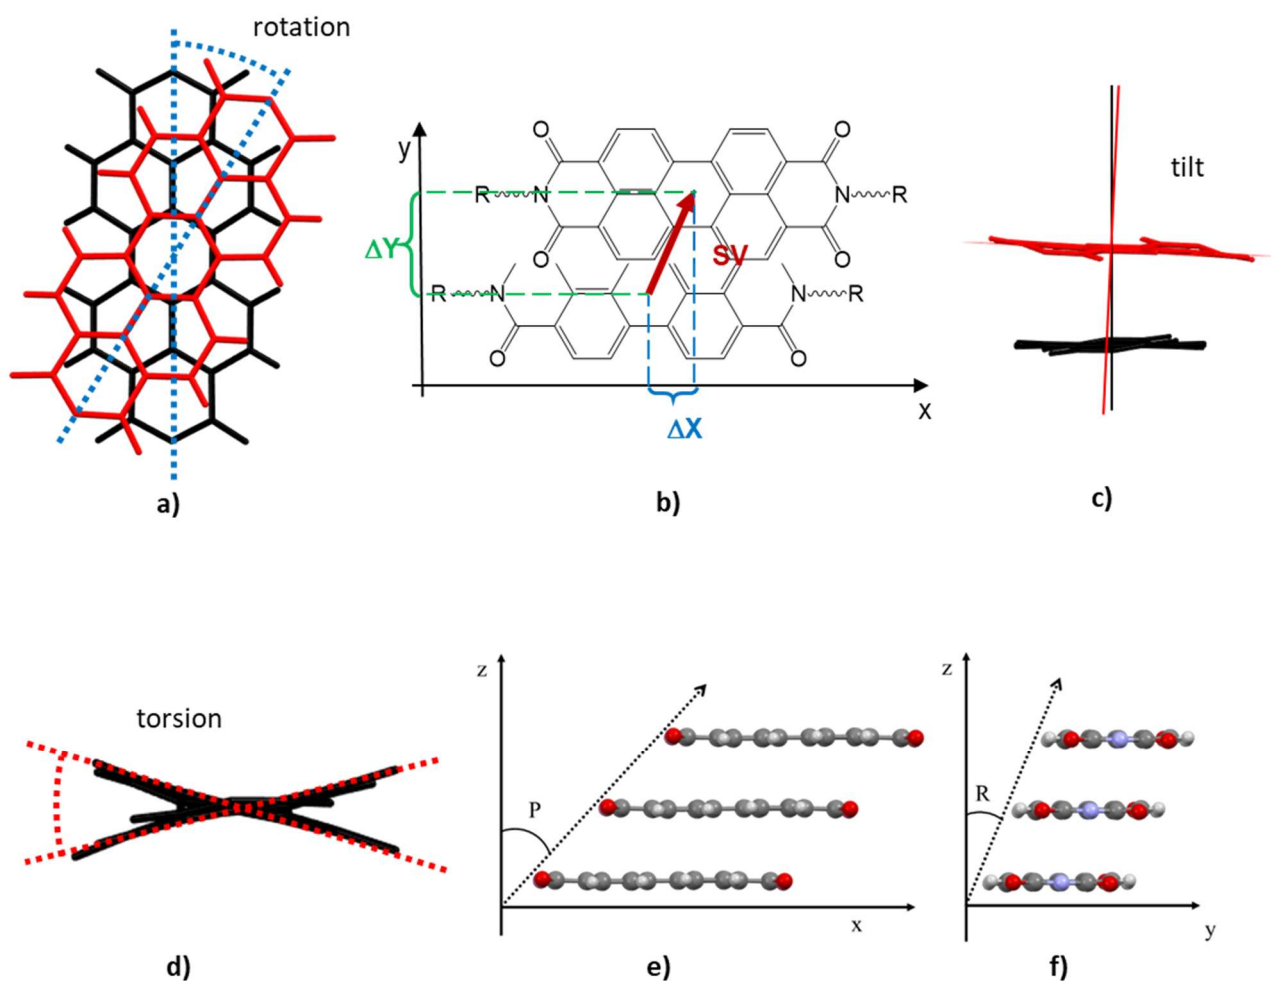 rotation
a)
y
O
O
R
N
N
R
ΔY
O
SV
O
R
N
N
R
O
O
x
ΔX
b)
tilt
c)
torsion
d)
z
P
x
e)
z
R
y
f)